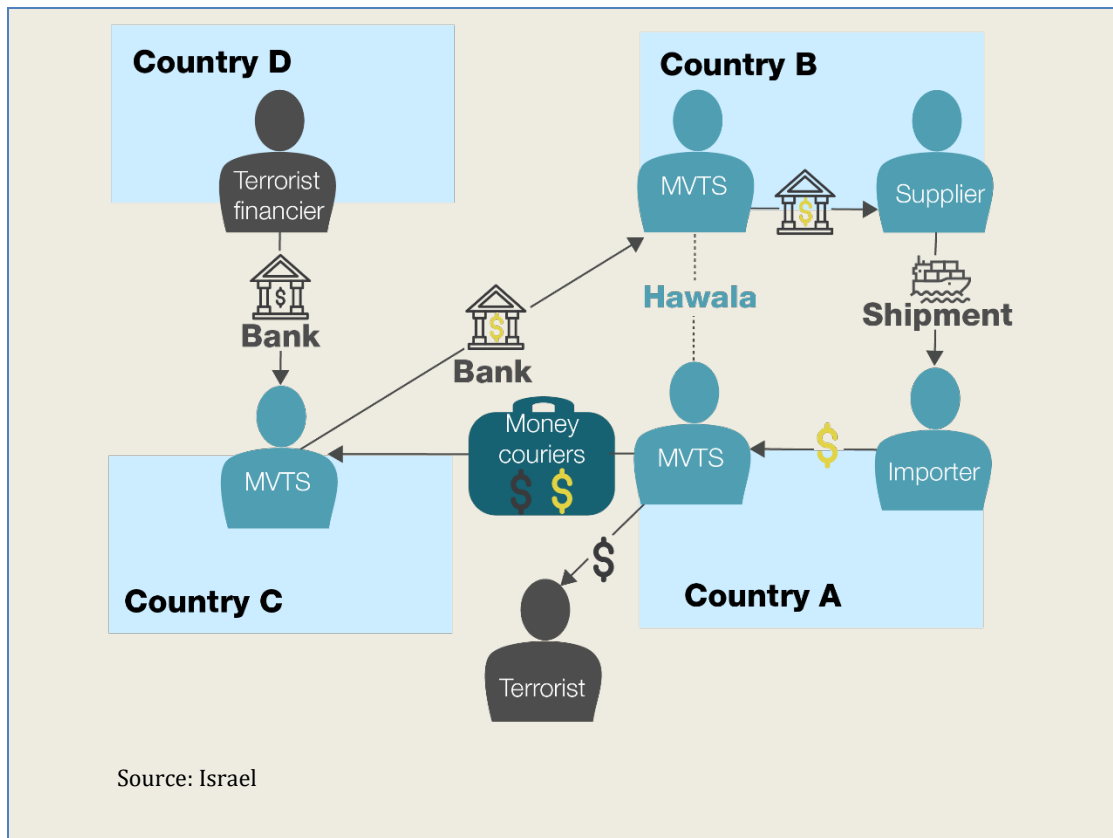 Country D
Country B
Terrorist
financier
MVTS
Supplier
$
$
Bank
Hawala
Shipment
$
Bank
Money
couriers
$ $
MVTS
$
Importer
MVTS
$
Country C
Country A
Terrorist
Source: Israel